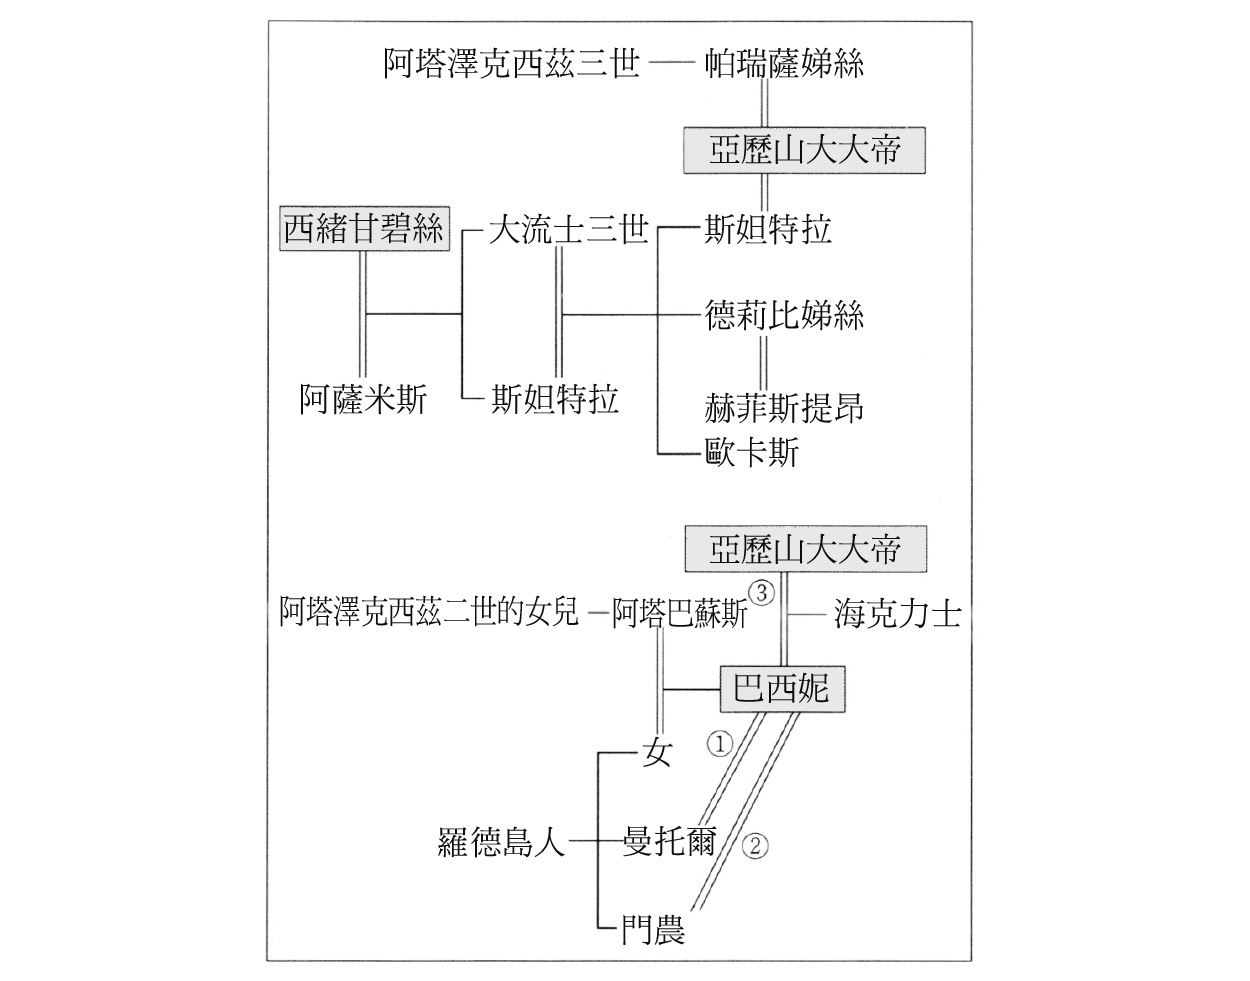 阿塔澤克西茲三世 帕瑞薩娣絲
亞歷山大大帝
西緒甘碧絲 大流士三世 斯妲特拉
德莉比娣絲
阿薩米斯 斯妲特拉 赫菲斯提昂
歐卡斯
亞歷山大大帝
③
阿塔澤克西茲二世的女兒 阿塔巴蘇斯 海克力士
巴西妮
①
女
羅德島人 曼托爾 ②
門農